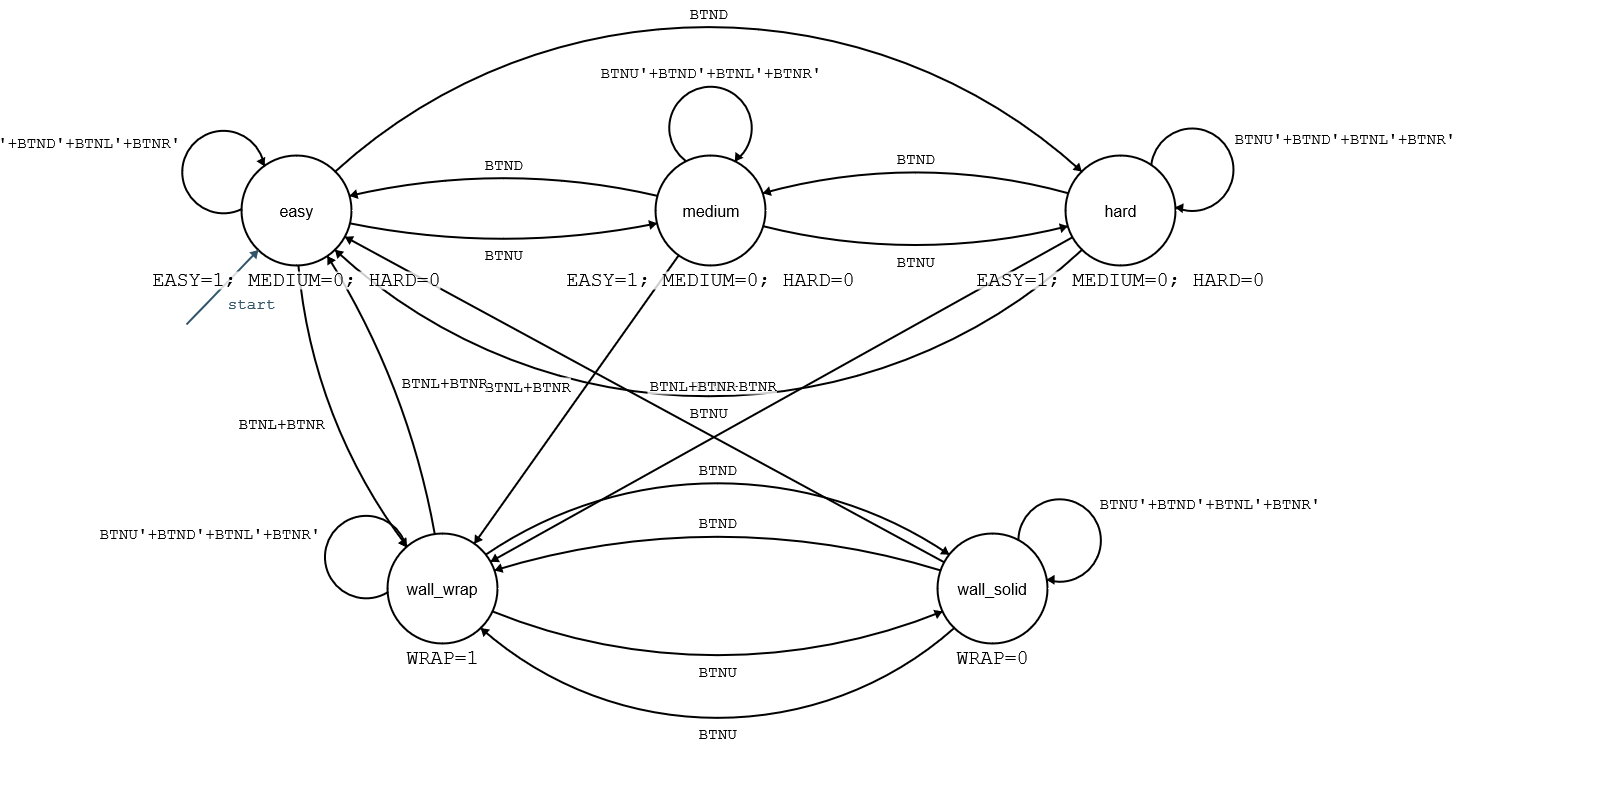 BTND
BTNU'+BTND'+BTNL'+BTNR'
'+BTND'+BTNL'+BTNR'
BTNU'+BTND'+BTNL'+BTNR'
BTND
BTND
easy
medium
hard
BTNU
BTNU
EASY=1; MEDIUM=0; HARD=0
EASY=1; MEDIUM=0; HARD=0
EASY=1; MEDIUM=0; HARD=0
start
BTNL+BTNR
BTNL+BTNR
BTNL+BTNR
-BTNR
BTNU
BTNL+BTNR
BTND
BTNU'+BTND'+BTNL'+BTNR'
BTND
BTNU'+BTND'+BTNL'+BTNR'
wall_wrap
wall_solid
WRAP=1
WRAP=0
BTNU
BTNU